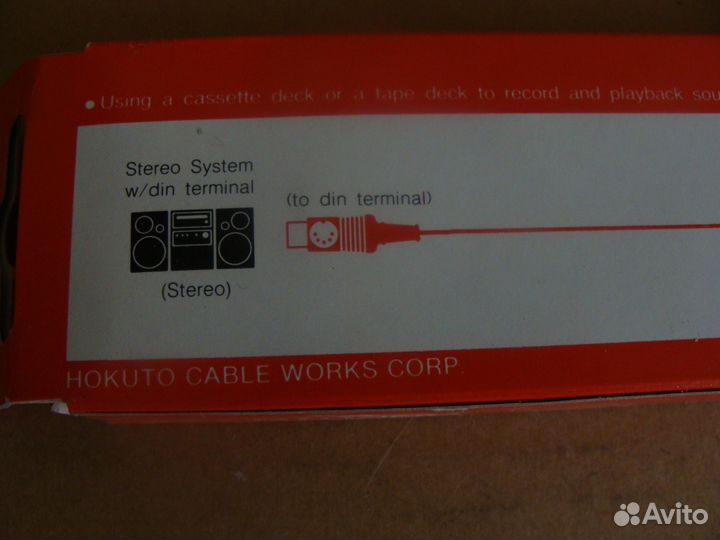 • Using a cassette deck or a tape deck to record and playback sou
Stereo System
w/din terminal
(to din terminal)
(Stereo)
HOKUTO CABLE WORKS CORP.
Avito